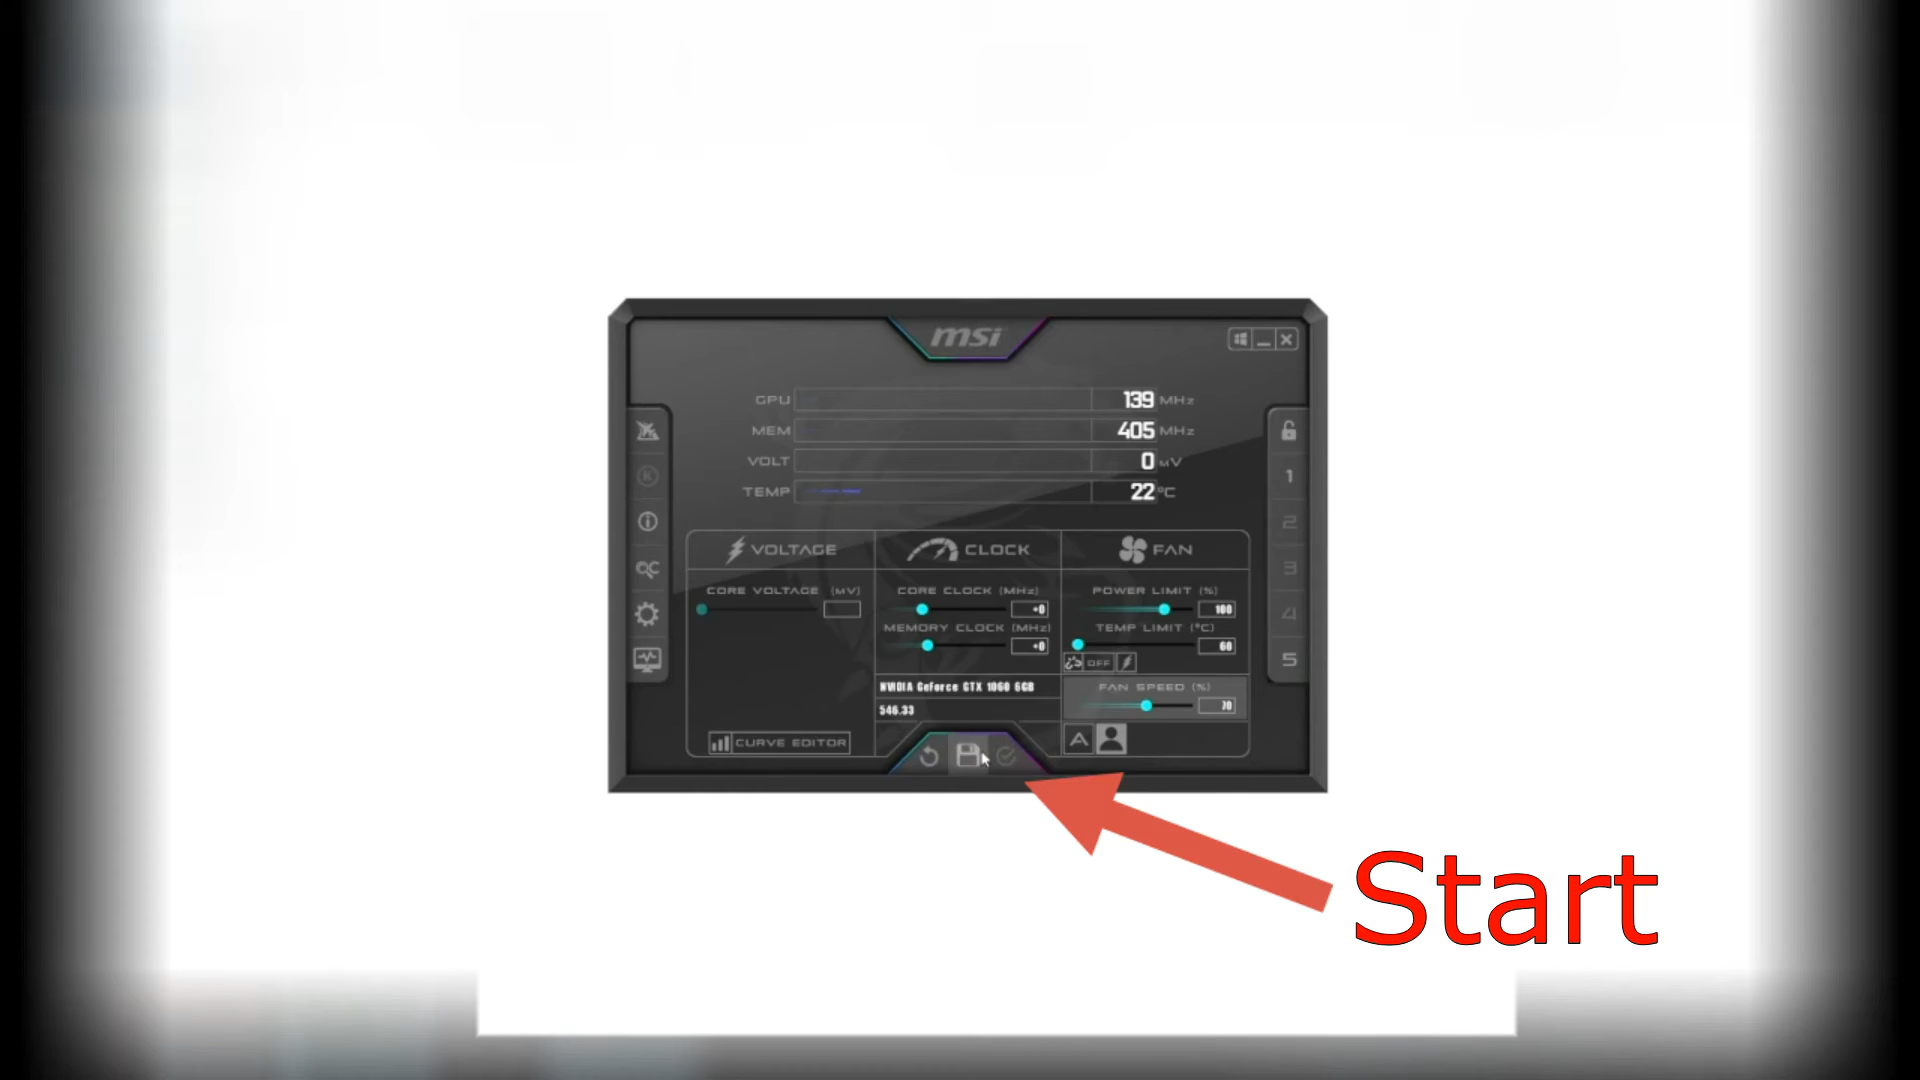 msi
GPU 139 MHz
MEM 405 MHz
VOLT 0 MV
TEMP 22 °C
K
OC
1
2
3
4
5
VOLTAGE
CORE VOLTAGE (MV)
CURVE EDITOR
CLOCK
CORE CLOCK (MHz)
+0
MEMORY CLOCK (MHz)
+0
NVIDIA GeForce GTX 1060 6GB
546.33
FAN
POWER LIMIT (%)
100
TEMP LIMIT (°C)
60
OFF
FAN SPEED (%)
70
A
Start